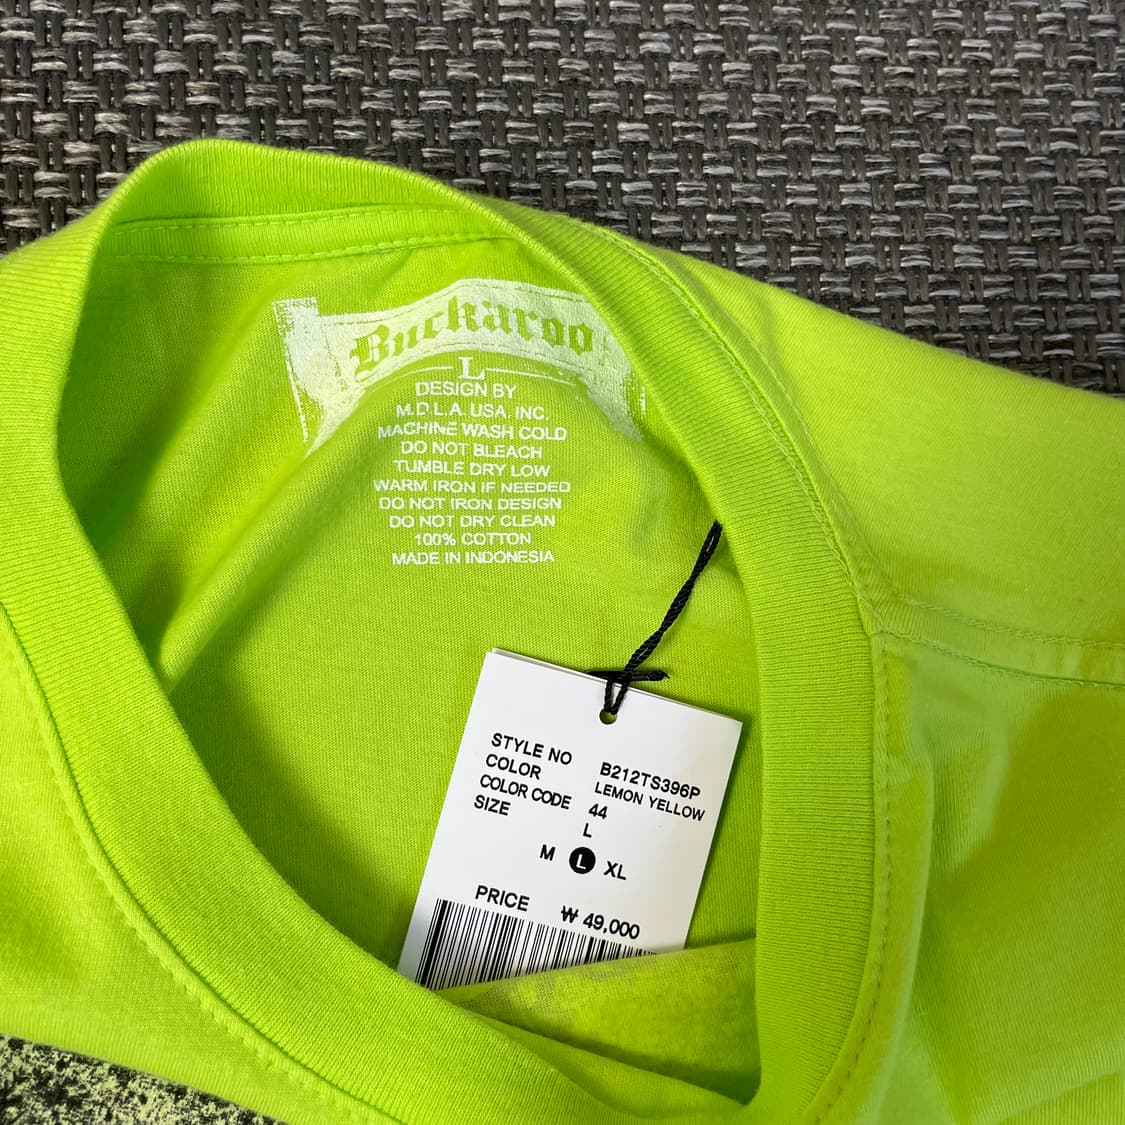 Buckaroo
L
DESIGN BY
M.D.L.A. USA, INC.
MACHINE WASH COLD
DO NOT BLEACH
TUMBLE DRY LOW
WARM IRON IF NEEDED
DO NOT IRON DESIGN
DO NOT DRY CLEAN
100% COTTON
MADE IN INDONESIA
STYLE NO B212TS396P
COLOR LEMON YELLOW
COLOR CODE 44
SIZE L
M L XL
PRICE ₩ 49,000